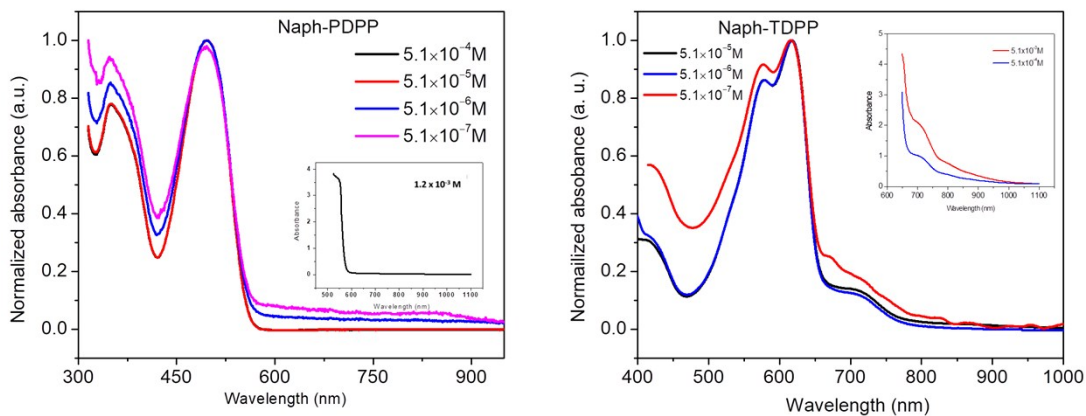 Naph-PDPP
5.1×10⁻⁴M
5.1×10⁻⁵M
5.1×10⁻⁶M
5.1×10⁻⁷M
Normalized absorbance (a.u.)
1.0
0.8
0.6
0.4
0.2
0.0
300 450 600 750 900
Wavelength (nm)
1.2 x 10⁻³ M
Absorbance
4
3
2
1
0
500 600 700 800 900 1000 1100
Wavelength (nm)
Naph-TDPP
5.1×10⁻⁵M
5.1×10⁻⁶M
5.1×10⁻⁷M
Normailized absorbance (a. u.)
1.0
0.8
0.6
0.4
0.2
0.0
400 500 600 700 800 900 1000
Wavelength (nm)
Absorbance
5
4
3
2
1
0
600 700 800 900 1000 1100
Wavelength (nm)